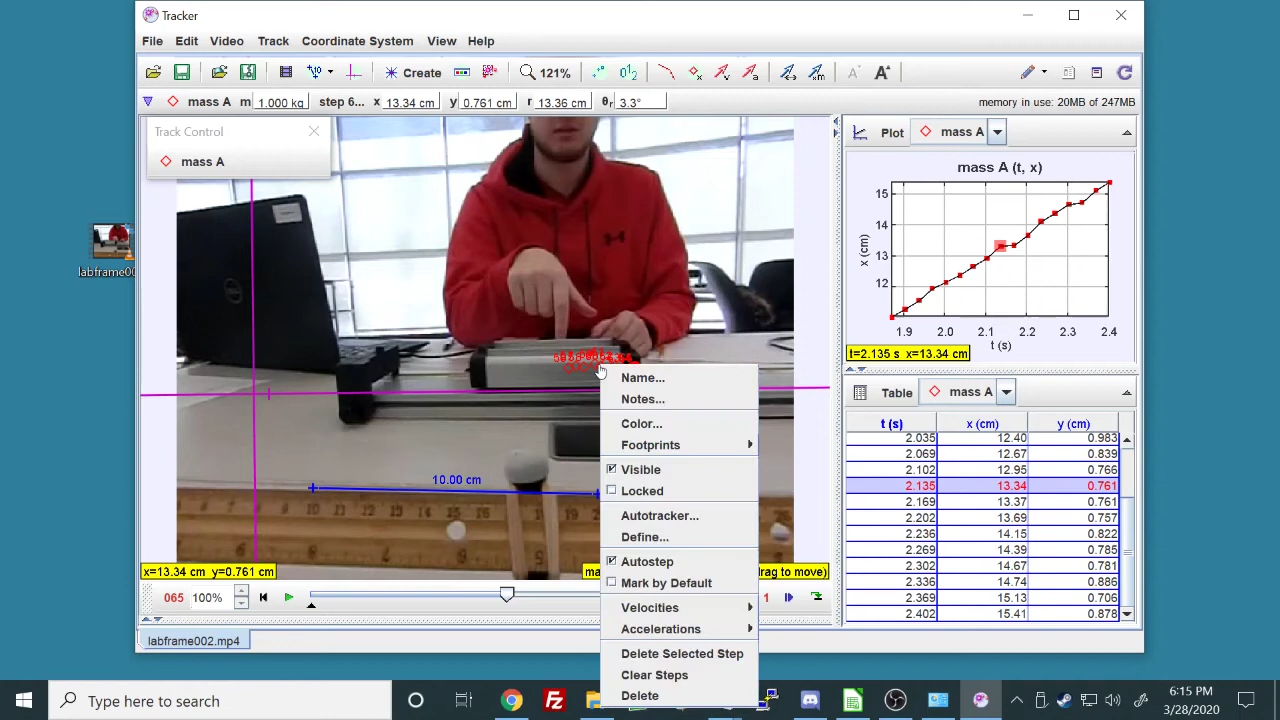 Tracker
File Edit Video Track Coordinate System View Help
Create 121%
mass A m 1.000 kg step 6... x 13.34 cm y 0.761 cm r 13.36 cm θr 3.3° memory in use: 20MB of 247MB
Track Control
mass A
Plot mass A
mass A (t, x)
x (cm)
15
14
13
12
1.9 2.0 2.1 2.2 2.3 2.4
t (s)
t=2.135 s x=13.34 cm
labframe00
Name...
Notes...
Color...
Footprints
Visible
Locked
Autotracker...
Define...
Autostep
Mark by Default
Velocities
Accelerations
Delete Selected Step
Clear Steps
Delete
10.00 cm
Table mass A
t (s) x (cm) y (cm)
2.035 12.40 0.983
2.069 12.67 0.839
2.102 12.95 0.766
2.135 13.34 0.761
2.169 13.37 0.761
2.202 13.69 0.757
2.236 14.15 0.822
2.269 14.39 0.785
2.302 14.67 0.781
2.336 14.74 0.886
2.369 15.13 0.706
2.402 15.41 0.878
x=13.34 cm y=0.761 cm
ma
drag to move)
065 100% 1
labframe002.mp4
Type here to search
6:15 PM
3/28/2020